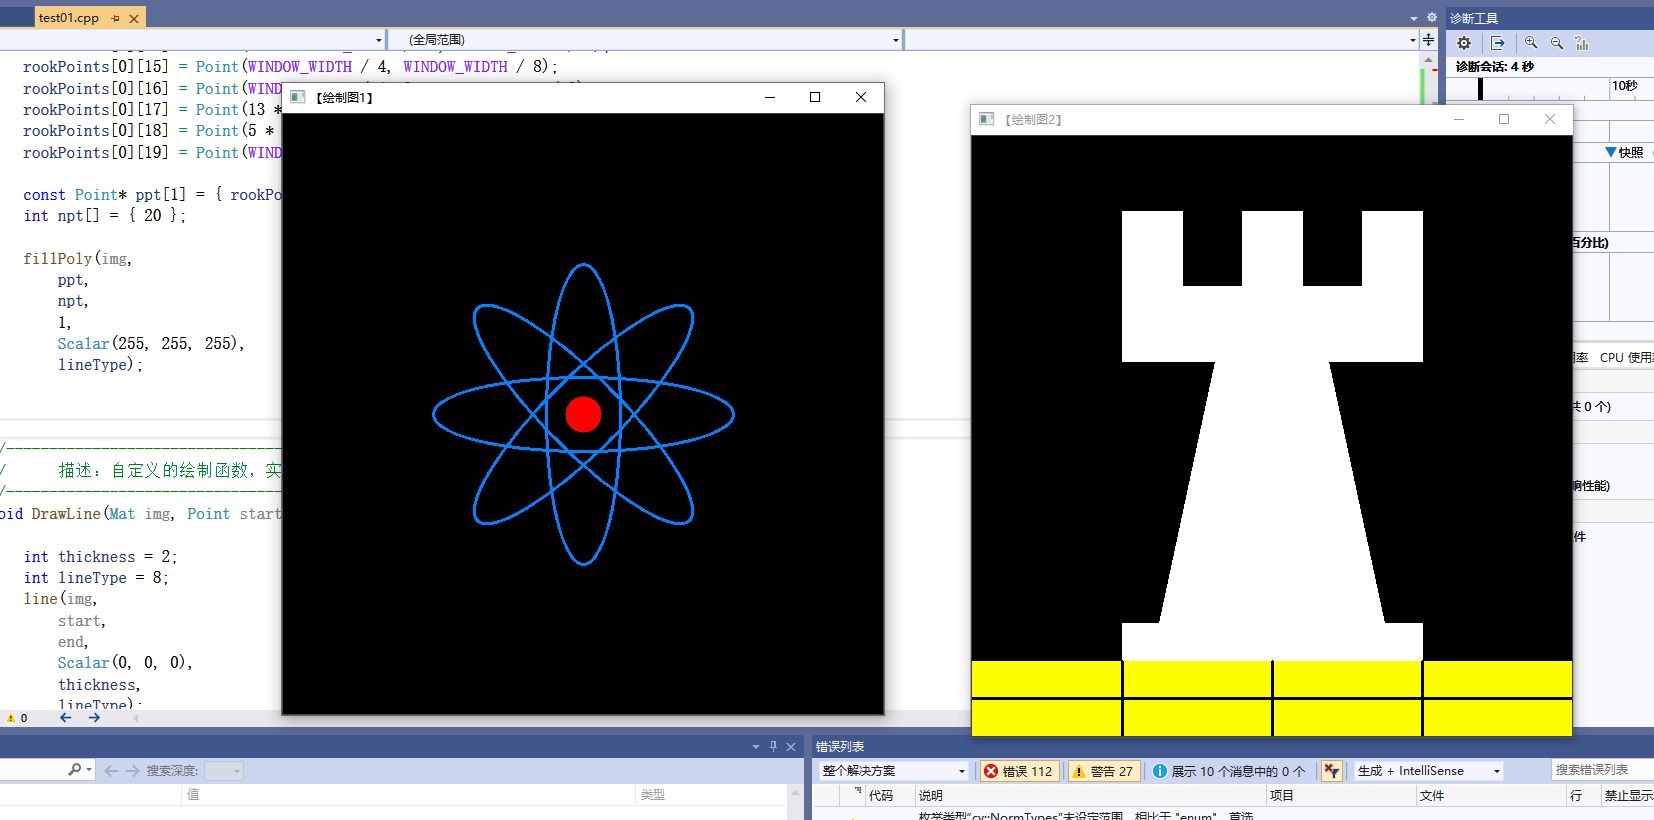 test01.cpp
诊断工具
(全局范围)
诊断会话: 4 秒
10秒
rookPoints[0][15] = Point(WINDOW_WIDTH / 4, WINDOW_WIDTH / 8);
rookPoints[0][16] = Point(WIND
rookPoints[0][17] = Point(13 *
rookPoints[0][18] = Point(5 *
rookPoints[0][19] = Point(WIND
const Point* ppt[1] = { rookPo
int npt[] = { 20 };
fillPoly(img,
ppt,
npt,
1,
Scalar(255, 255, 255),
lineType);
/--------------------------------
/ 描述：自定义的绘制函数，实
/--------------------------------
oid DrawLine(Mat img, Point start
int thickness = 2;
int lineType = 8;
line(img,
start,
end,
Scalar(0, 0, 0),
thickness,
lineType);
0
【绘制图1】
【绘制图2】
快照
百分比)
率 CPU 使用
共 0 个)
响性能)
件
搜索深度:
值 类型
错误列表
整个解决方案 错误 112 警告 27 展示 10 个消息中的 0 个 生成 + IntelliSense 搜索错误列表
代码 说明 项目 文件 行 禁止显示
枚举类型"cv::NormTypes"未设定范围。相比于 "enum"，首选